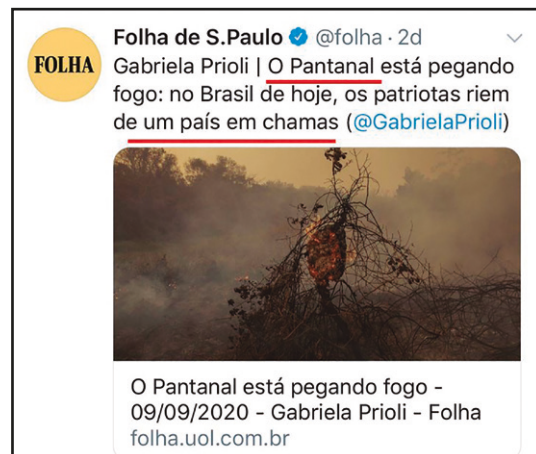 FOLHA
Folha de S.Paulo @folha · 2d
Gabriela Prioli | O Pantanal está pegando
fogo: no Brasil de hoje, os patriotas riem
de um país em chamas (@GabrielaPrioli)
O Pantanal está pegando fogo -
09/09/2020 - Gabriela Prioli - Folha
folha.uol.com.br